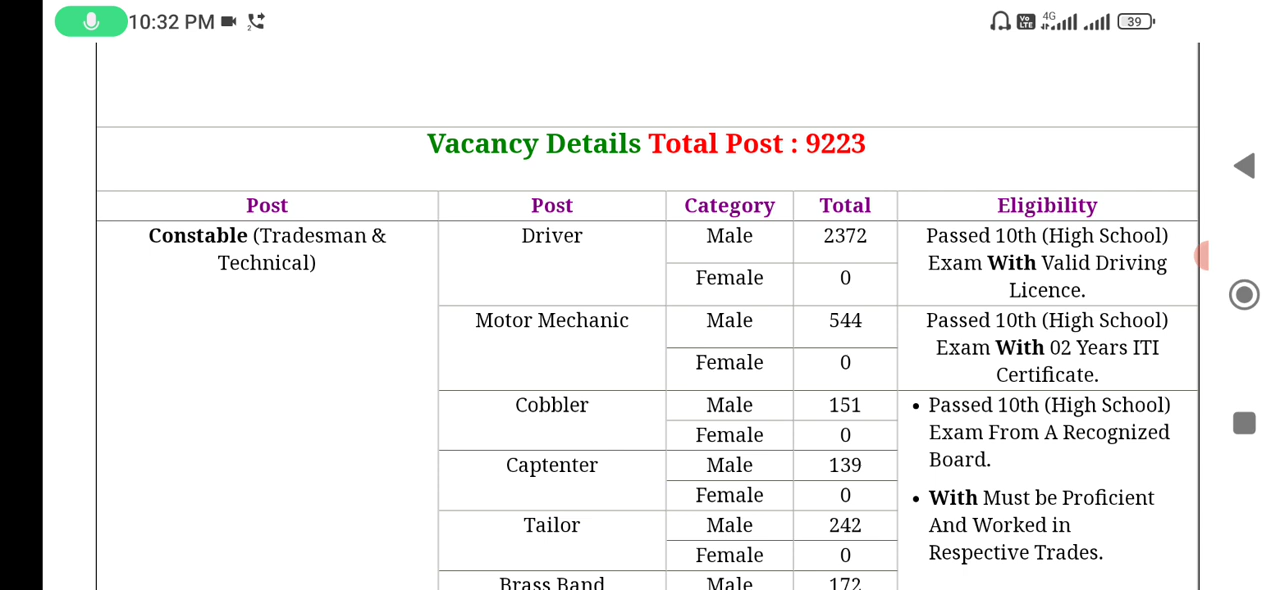 10:32 PM
2
Vo LTE 4G 39
Vacancy Details Total Post : 9223
Post Post Category Total Eligibility
Constable (Tradesman &
Technical)
Driver
Male 2372
Female 0
Passed 10th (High School)
Exam With Valid Driving
Licence.
Motor Mechanic
Male 544
Female 0
Passed 10th (High School)
Exam With 02 Years ITI
Certificate.
Cobbler
Male 151
Female 0
Captenter
Male 139
Female 0
Tailor
Male 242
Female 0
Brass Band
Male 172
• Passed 10th (High School)
Exam From A Recognized
Board.
• With Must be Proficient
And Worked in
Respective Trades.